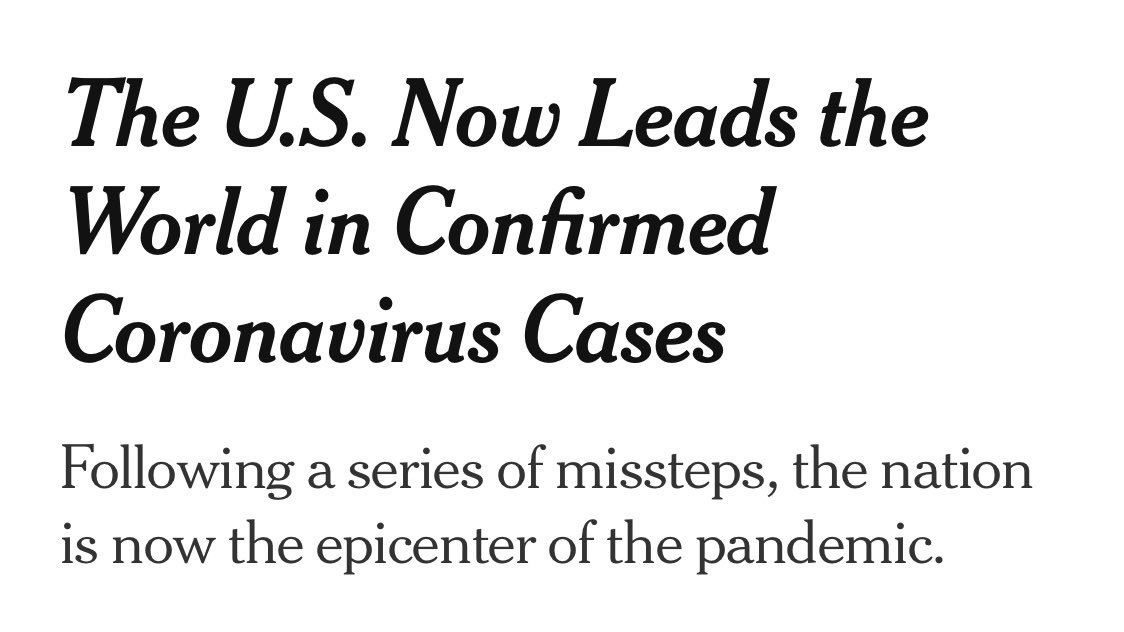 The U.S. Now Leads the
World in Confirmed
Coronavirus Cases
Following a series of missteps, the nation
is now the epicenter of the pandemic.